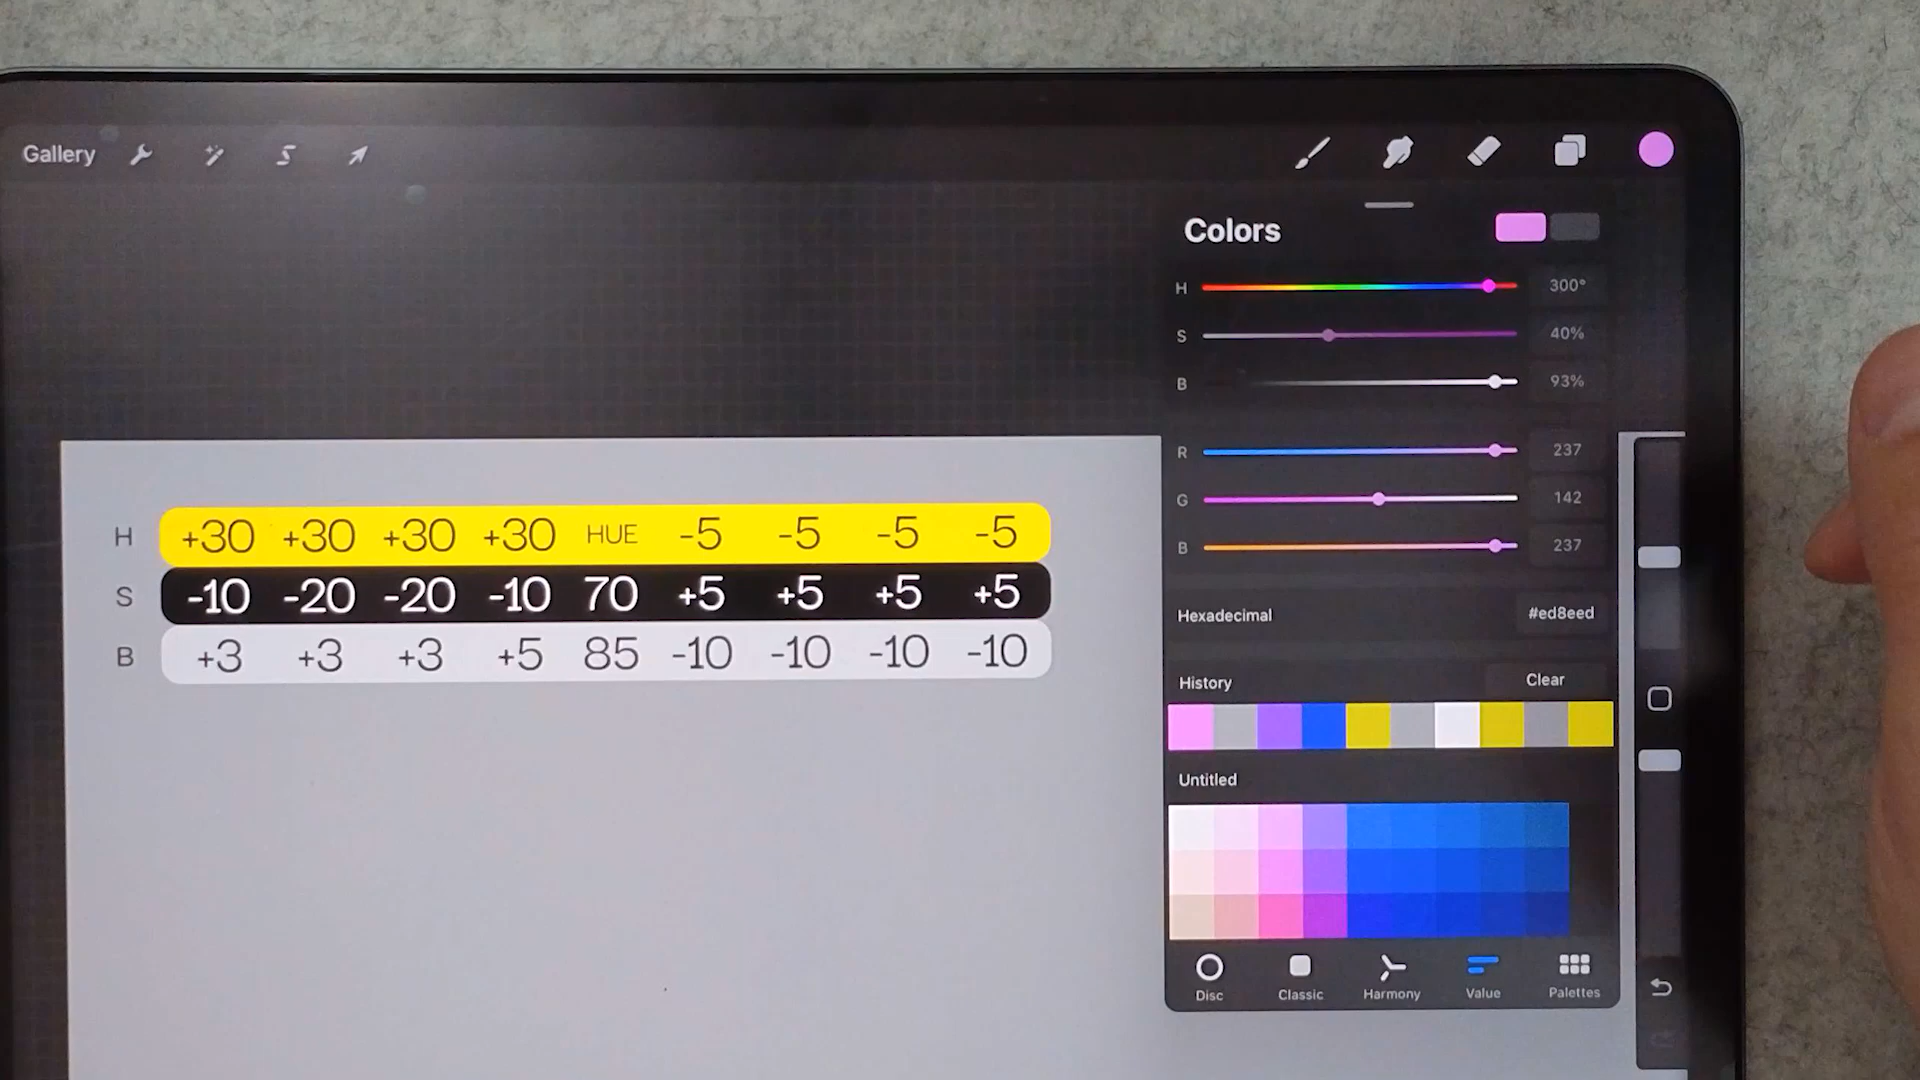 Gallery
Colors
H 300°
S 40%
B 93%
R 237
G 142
B 237
Hexadecimal #ed8eed
History Clear
Untitled
Disc Classic Harmony Value Palettes
H +30 +30 +30 +30 HUE -5 -5 -5 -5
S -10 -20 -20 -10 70 +5 +5 +5 +5
B +3 +3 +3 +5 85 -10 -10 -10 -10